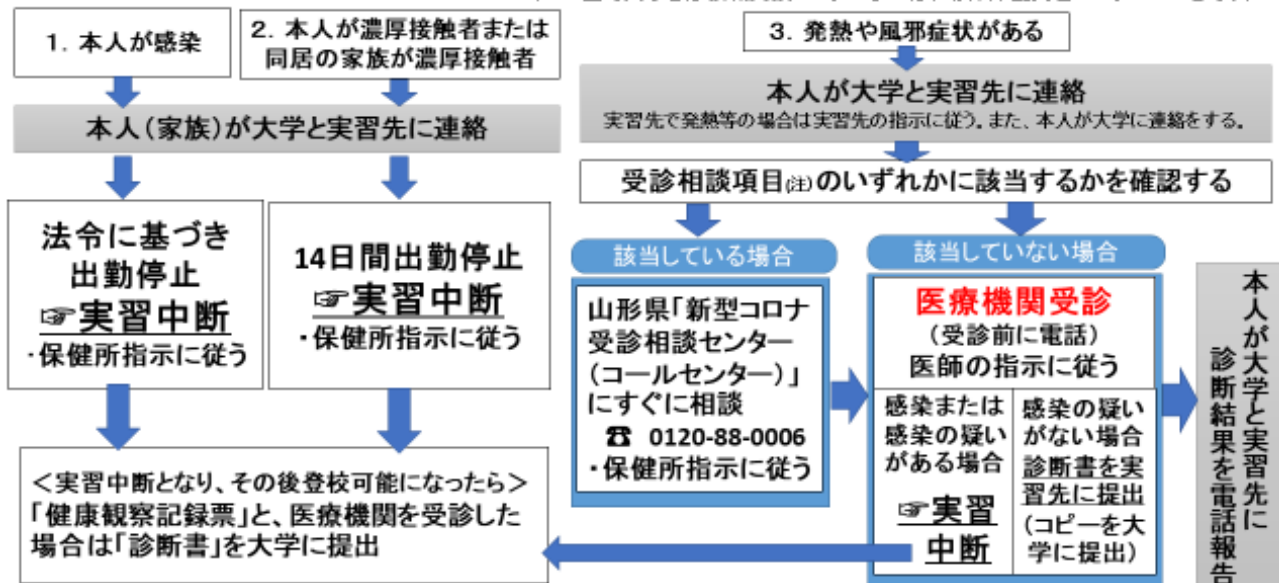 1．本人が感染
2．本人が濃厚接触者または
同居の家族が濃厚接触者
本人（家族）が大学と実習先に連絡
法令に基づき
出勤停止
☞実習中断
・保健所指示に従う
14日間出勤停止
☞実習中断
・保健所指示に従う
＜実習中断となり、その後登校可能になったら＞
「健康観察記録票」と、医療機関を受診した
場合は「診断書」を大学に提出
3．発熱や風邪症状がある
本人が大学と実習先に連絡
実習先で発熱等の場合は実習先の指示に従う。また、本人が大学に連絡をする。
受診相談項目(注)のいずれかに該当するかを確認する
該当している場合
山形県「新型コロナ
受診相談センター
（コールセンター）」
にすぐに相談
☎ 0120-88-0006
・保健所指示に従う
該当していない場合
医療機関受診
（受診前に電話）
医師の指示に従う
感染または
感染の疑い
がある場合
☞実習
中断
感染の疑い
がない場合
診断書を実
習先に提出
（コピーを大
学に提出）
本人が大学と実習先に
診断結果を電話報告